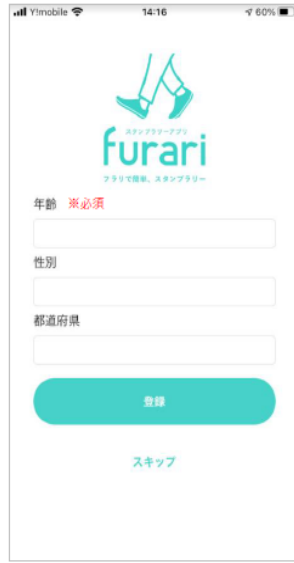 Y!mobile 14:16 60%
スタンプラリーアプリ
furari
フラリで簡単、スタンプラリー
年齢 ※必須
性別
都道府県
登録
スキップ